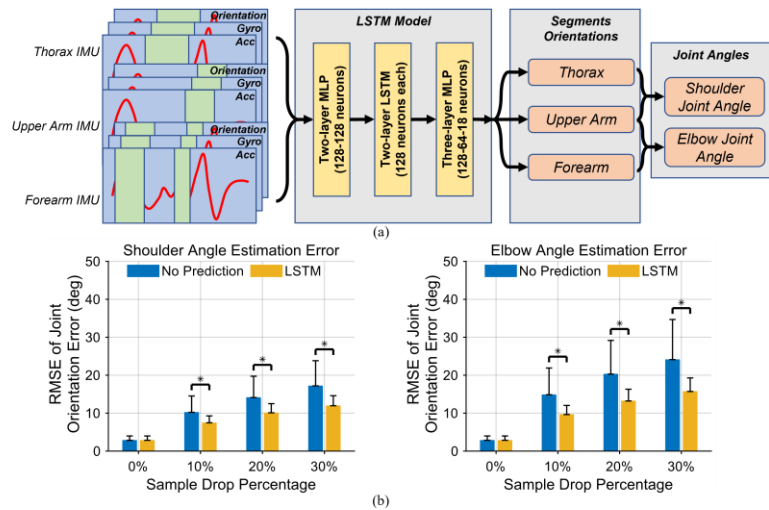 Orientation
Gyro
Acc
Thorax IMU
Orientation
Gyro
Acc
Upper Arm IMU
Orientation
Gyro
Acc
Forearm IMU
LSTM Model
Two-layer MLP
(128-128 neurons)
Two-layer LSTM
(128 neurons each)
Three-layer MLP
(128-64-18 neurons)
Segments
Orientations
Thorax
Upper Arm
Forearm
Joint Angles
Shoulder
Joint Angle
Elbow Joint
Angle
(a)
Shoulder Angle Estimation Error
No Prediction
LSTM
RMSE of Joint
Orientation Error (deg)
50
40
30
20
10
0
*
*
*
0%
10%
20%
30%
Sample Drop Percentage
Elbow Angle Estimation Error
No Prediction
LSTM
RMSE of Joint
Orientation Error (deg)
50
40
30
20
10
0
*
*
*
0%
10%
20%
30%
Sample Drop Percentage
(b)